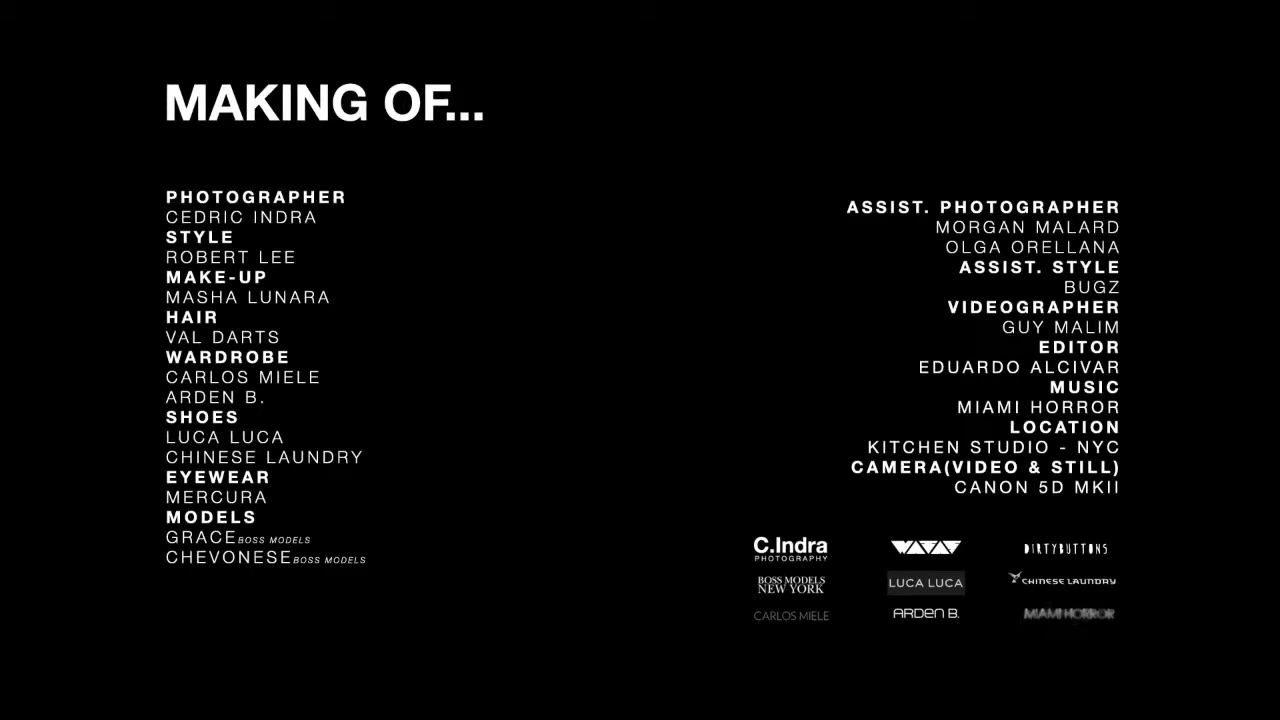 MAKING OF...
PHOTOGRAPHER
CEDRIC INDRA
STYLE
ROBERT LEE
MAKE-UP
MASHA LUNARA
HAIR
VAL DARTS
WARDROBE
CARLOS MIELE
ARDEN B.
SHOES
LUCA LUCA
CHINESE LAUNDRY
EYEWEAR
MERCURA
MODELS
GRACE BOSS MODELS
CHEVONESE BOSS MODELS
ASSIST. PHOTOGRAPHER
MORGAN MALARD
OLGA ORELLANA
ASSIST. STYLE
BUGZ
VIDEOGRAPHER
GUY MALIM
EDITOR
EDUARDO ALCIVAR
MUSIC
MIAMI HORROR
LOCATION
KITCHEN STUDIO - NYC
CAMERA(VIDEO & STILL)
CANON 5D MKII
C.Indra
PHOTOGRAPHY
DIRTYBUTTONS
BOSS MODELS
NEW YORK
LUCA LUCA
CHINESE LAUNDRY
CARLOS MIELE
ARDEN B.
MIAMI HORROR